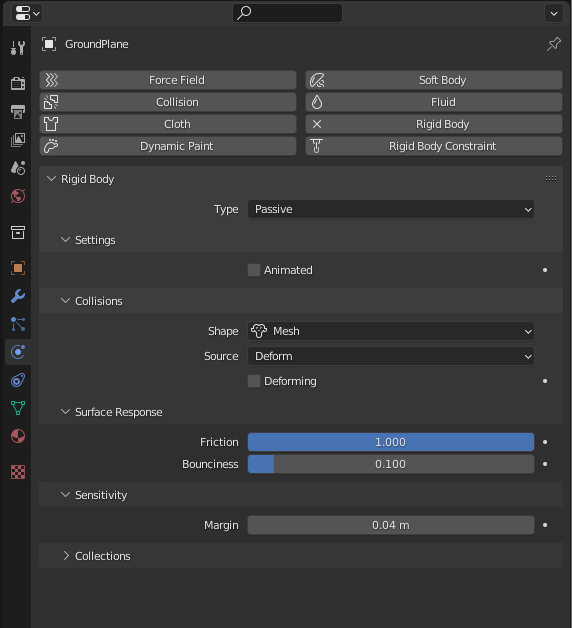 GroundPlane
Force Field
Soft Body
Collision
Fluid
Cloth
Rigid Body
Dynamic Paint
Rigid Body Constraint
Rigid Body
Type Passive
Settings
Animated
Collisions
Shape Mesh
Source Deform
Deforming
Surface Response
Friction 1.000
Bounciness 0.100
Sensitivity
Margin 0.04 m
Collections